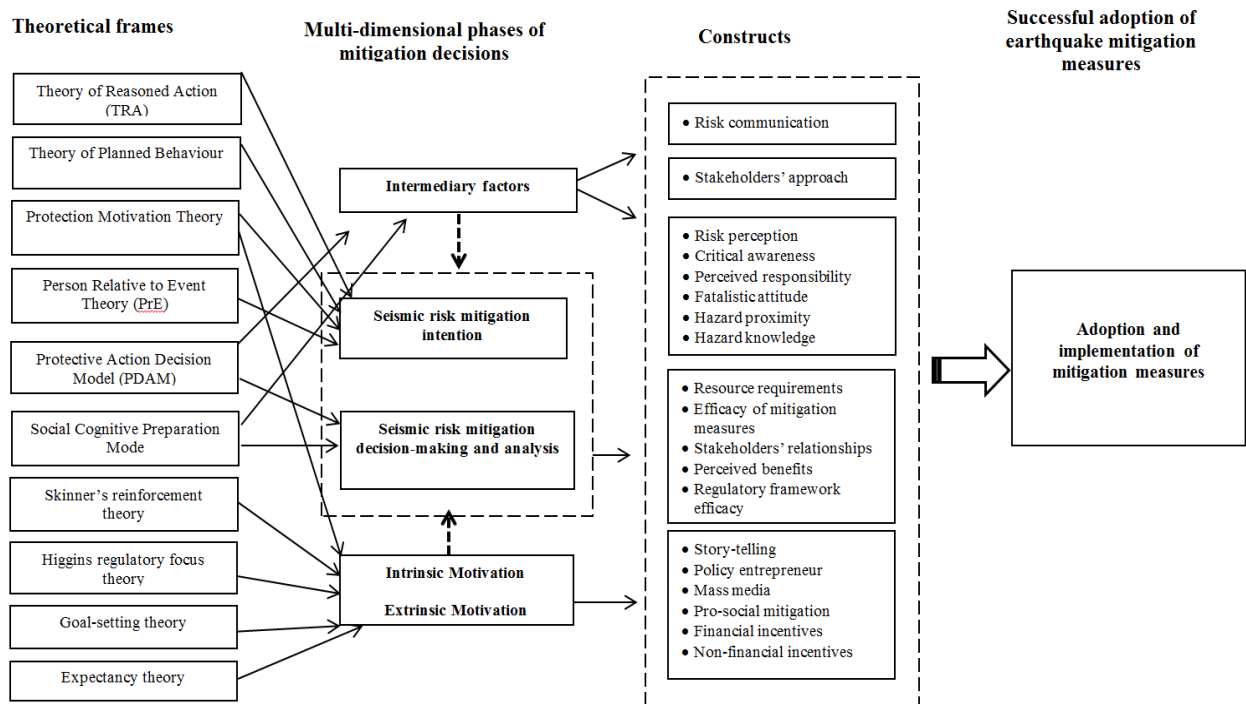 Theoretical frames
Theory of Reasoned Action
(TRA)
Theory of Planned Behaviour
Protection Motivation Theory
Person Relative to Event
Theory (PrE)
Protective Action Decision
Model (PDAM)
Social Cognitive Preparation
Mode
Skinner's reinforcement
theory
Higgins regulatory focus
theory
Goal-setting theory
Expectancy theory
Multi-dimensional phases of
mitigation decisions
Intermediary factors
Seismic risk mitigation
intention
Seismic risk mitigation
decision-making and analysis
Intrinsic Motivation
Extrinsic Motivation
Constructs
• Risk communication
• Stakeholders' approach
• Risk perception
• Critical awareness
• Perceived responsibility
• Fatalistic attitude
• Hazard proximity
• Hazard knowledge
• Resource requirements
• Efficacy of mitigation
measures
• Stakeholders' relationships
• Perceived benefits
• Regulatory framework
efficacy
• Story-telling
• Policy entrepreneur
• Mass media
• Pro-social mitigation
• Financial incentives
• Non-financial incentives
Successful adoption of
earthquake mitigation
measures
Adoption and
implementation of
mitigation measures